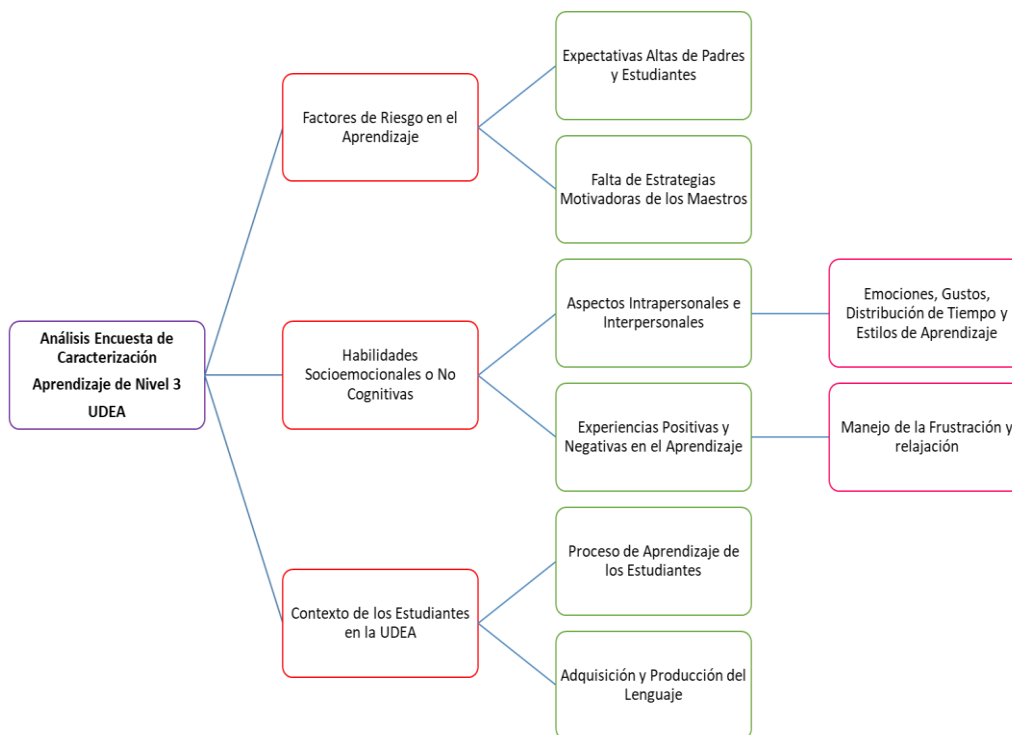 Expectativas Altas de Padres
y Estudiantes
Factores de Riesgo en el
Aprendizaje
Falta de Estrategias
Motivadoras de los Maestros
Análisis Encuesta de
Caracterización
Aprendizaje de Nivel 3
UDEA
Habilidades
Socioemocionales o No
Cognitivas
Aspectos Intrapersonales e
Interpersonales
Emociones, Gustos,
Distribución de Tiempo y
Estilos de Aprendizaje
Experiencias Positivas y
Negativas en el Aprendizaje
Manejo de la Frustración y
relajación
Contexto de los Estudiantes
en la UDEA
Proceso de Aprendizaje de
los Estudiantes
Adquisición y Producción del
Lenguaje